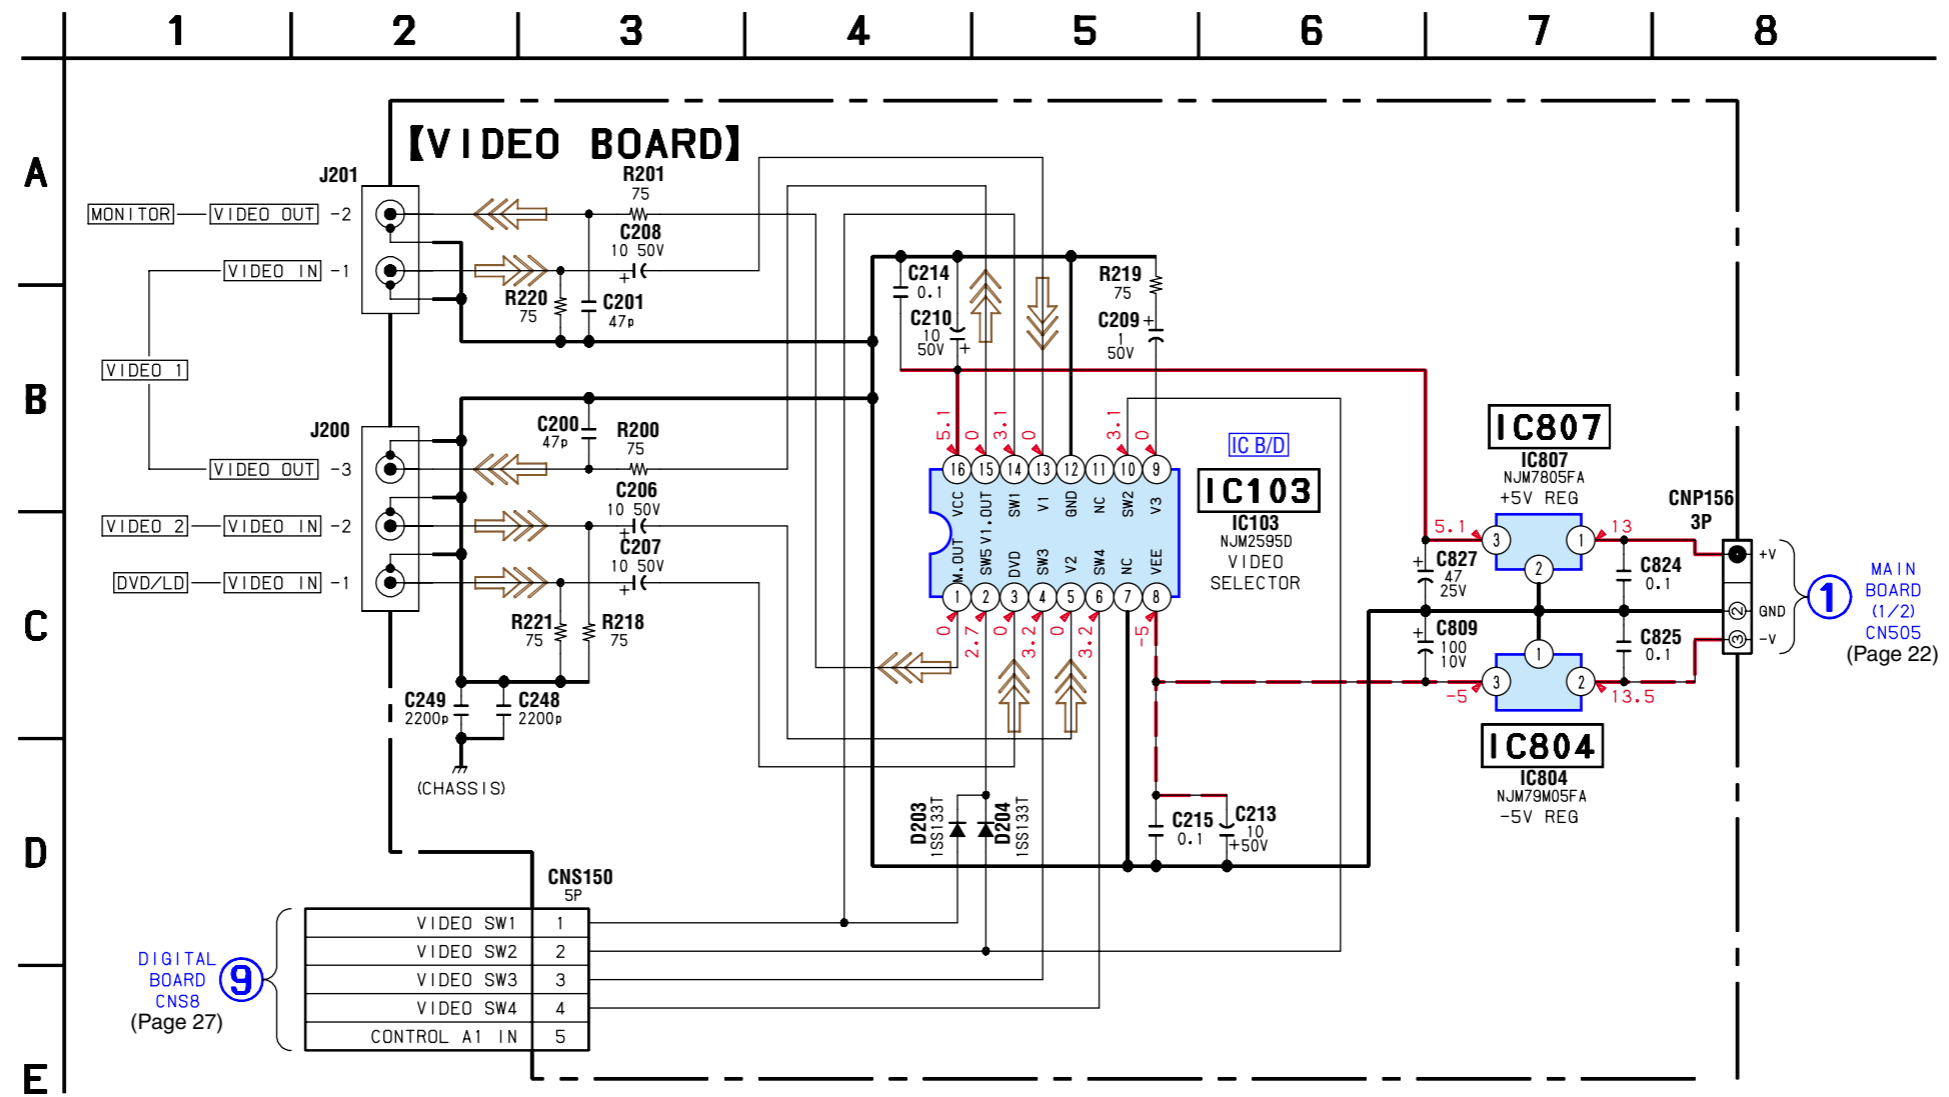 1 2 3 4 5 6 7 8
A
B
C
D
E
【VIDEO BOARD】
J201
MONITOR VIDEO OUT -2
VIDEO IN -1
VIDEO 1
R201
75
C208
10 50V
+
R220
75
C201
47p
J200
VIDEO OUT -3
VIDEO 2 VIDEO IN -2
DVD/LD VIDEO IN -1
C200
47p
R200
75
C206
10 50V
+
C207
10 50V
+
R221
75
R218
75
C249
2200p
C248
2200p
(CHASSIS)
C214
0.1
C210
10
50V
+
R219
75
C209
+
1
50V
5.1 0 3.1 0 3.1 0
16 15 14 13 12 11 10 9
VCC V1.OUT SW1 V1 GND NC SW2 V3
M.OUT SW5 DVD SW3 V2 SW4 NC VEE
1 2 3 4 5 6 7 8
0 2.7 0 3.2 0 3.2 -5
IC B/D
IC103
IC103
NJM2595D
VIDEO
SELECTOR
IC807
IC807
NJM7805FA
+5V REG
5.1 3 1 13
2
+
C827
47
25V
C824
0.1
+
C809
100
10V
C825
0.1
1
-5 3 2 13.5
IC804
IC804
NJM79M05FA
-5V REG
CNP156
3P
+V
2 GND
3 -V
1
MAIN
BOARD
(1/2)
CN505
(Page 22)
D203
1SS133T
D204
1SS133T
C215
0.1
C213
10
+50V
CNS150
5P
VIDEO SW1 1
VIDEO SW2 2
VIDEO SW3 3
VIDEO SW4 4
CONTROL A1 IN 5
DIGITAL
BOARD
CNS8
(Page 27)
9